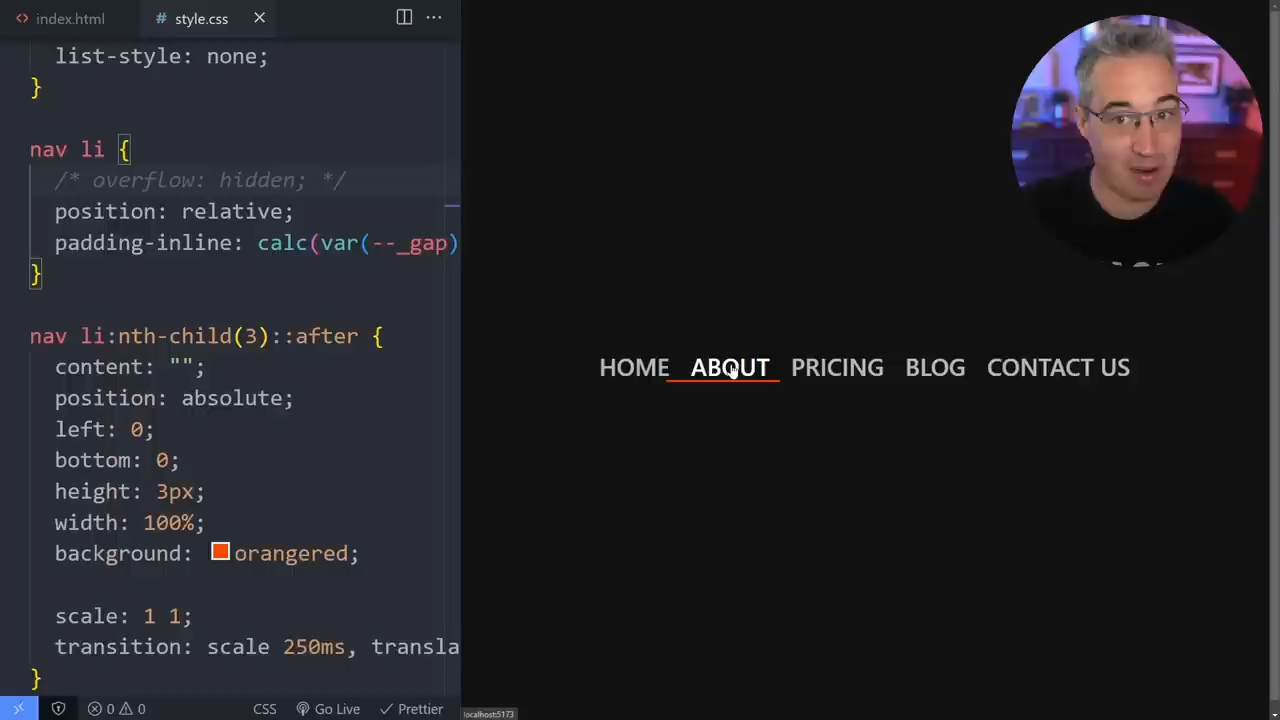 index.html
# style.css
list-style: none;
}
nav li {
/* overflow: hidden; */
position: relative;
padding-inline: calc(var(--_gap)
}
nav li:nth-child(3)::after {
content: "";
position: absolute;
left: 0;
bottom: 0;
height: 3px;
width: 100%;
background: orangered;
scale: 1 1;
transition: scale 250ms, transla
}
0 0
CSS
Go Live
Prettier
HOME ABOUT PRICING BLOG CONTACT US
localhost:5173